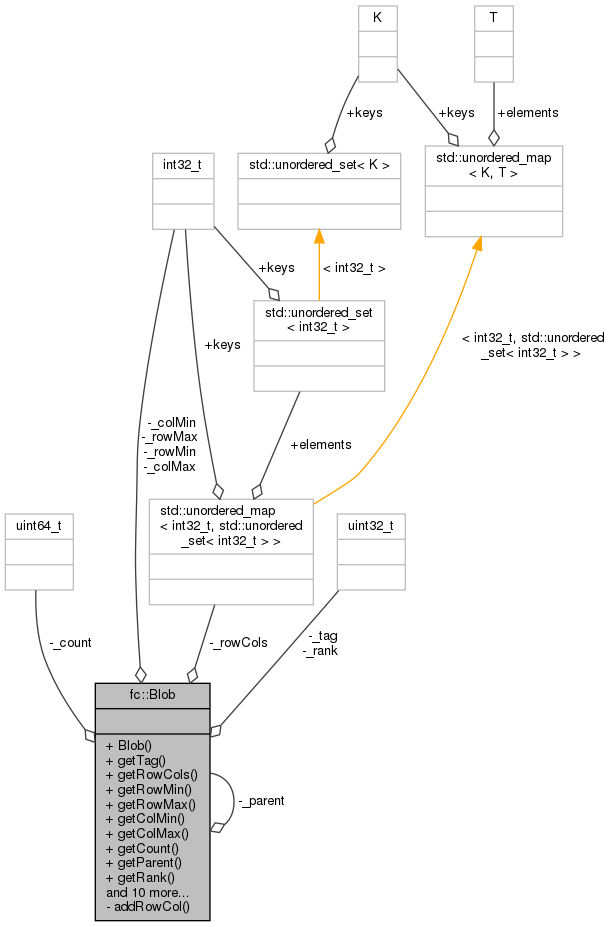 K
T
+keys
+keys
+elements
int32_t
std::unordered_set< K >
std::unordered_map
< K, T >
+keys
< int32_t >
std::unordered_set
< int32_t >
+keys
< int32_t, std::unordered
_set< int32_t > >
-_colMin
-_rowMax
-_rowMin
-_colMax
+elements
std::unordered_map
< int32_t, std::unordered
_set< int32_t > >
uint64_t
uint32_t
-_count
-_rowCols
-_tag
-_rank
fc::Blob
+ Blob()
+ getTag()
+ getRowCols()
+ getRowMin()
+ getRowMax()
+ getColMin()
+ getColMax()
+ getCount()
+ getParent()
+ getRank()
and 10 more...
- addRowCol()
-_parent